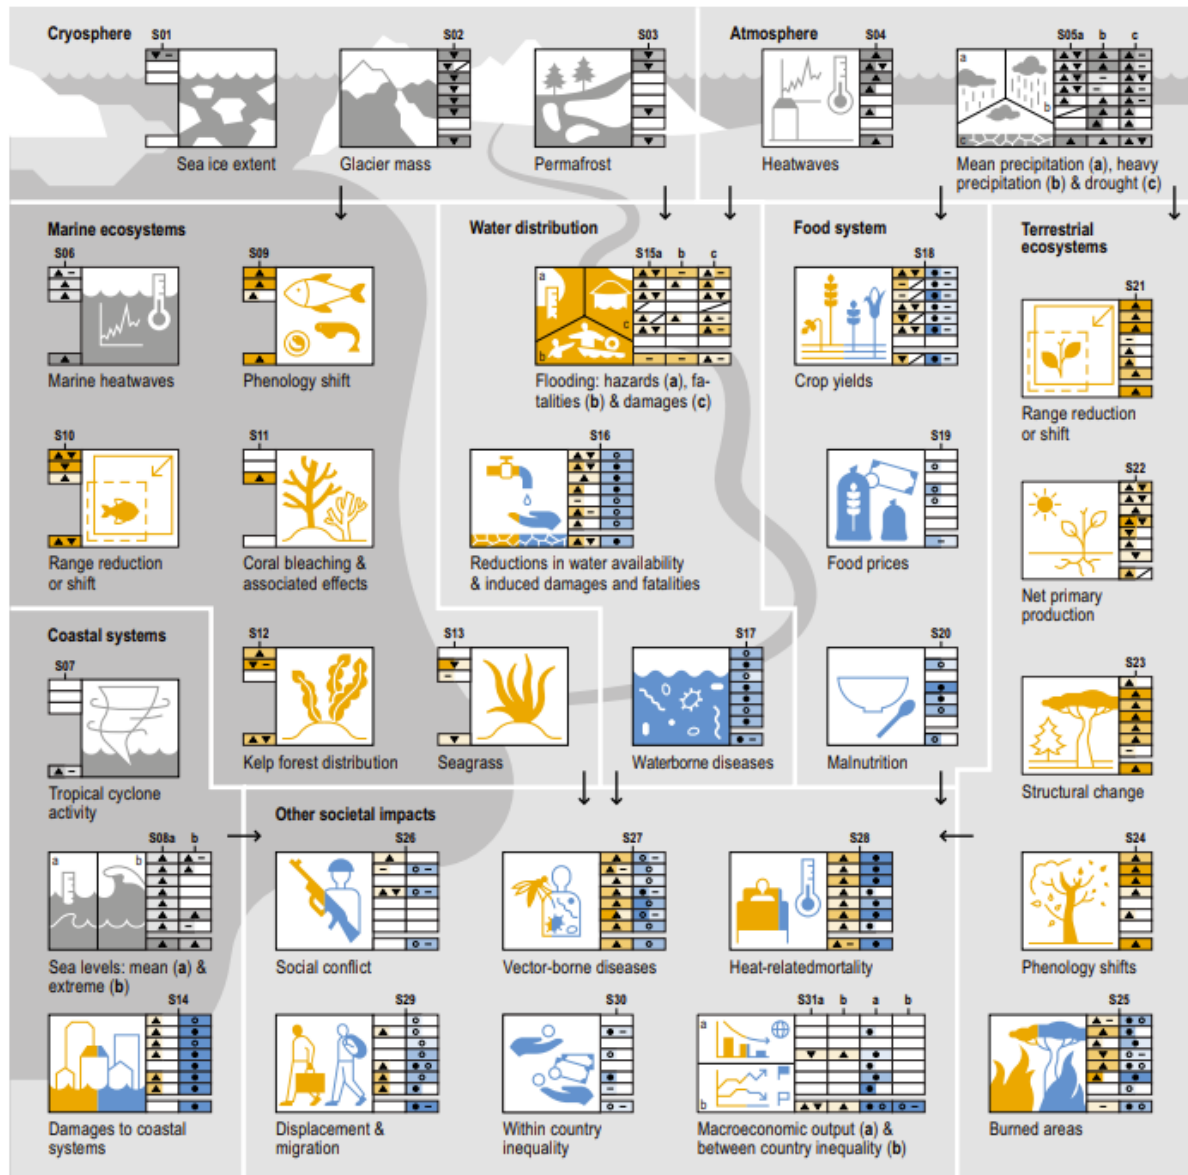 Cryosphere
S01
S02
S03
Atmosphere
S04
S05a b c
a
b
c
Sea ice extent
Glacier mass
Permafrost
Heatwaves
Mean precipitation (a), heavy
precipitation (b) & drought (c)
Marine ecosystems
S06
S09
Marine heatwaves
Phenology shift
S10
S11
Range reduction
or shift
Coral bleaching &
associated effects
S12
S13
Kelp forest distribution
Seagrass
Water distribution
S15a b c
a
c
b
Flooding: hazards (a), fa-
talities (b) & damages (c)
S16
Reductions in water availability
& induced damages and fatalities
S17
Waterborne diseases
Food system
S18
Crop yields
S19
Food prices
S20
Malnutrition
Terrestrial
ecosystems
S21
Range reduction
or shift
S22
Net primary
production
S23
Structural change
S24
Phenology shifts
S25
Burned areas
Coastal systems
S07
Tropical cyclone
activity
S08a b
a b
Sea levels: mean (a) &
extreme (b)
S14
Damages to coastal
systems
Other societal impacts
S26
Social conflict
S27
Vector-borne diseases
S28
Heat-relatedmortality
S29
Displacement &
migration
S30
Within country
inequality
S31a b a b
a
b
Macroeconomic output (a) &
between country inequality (b)